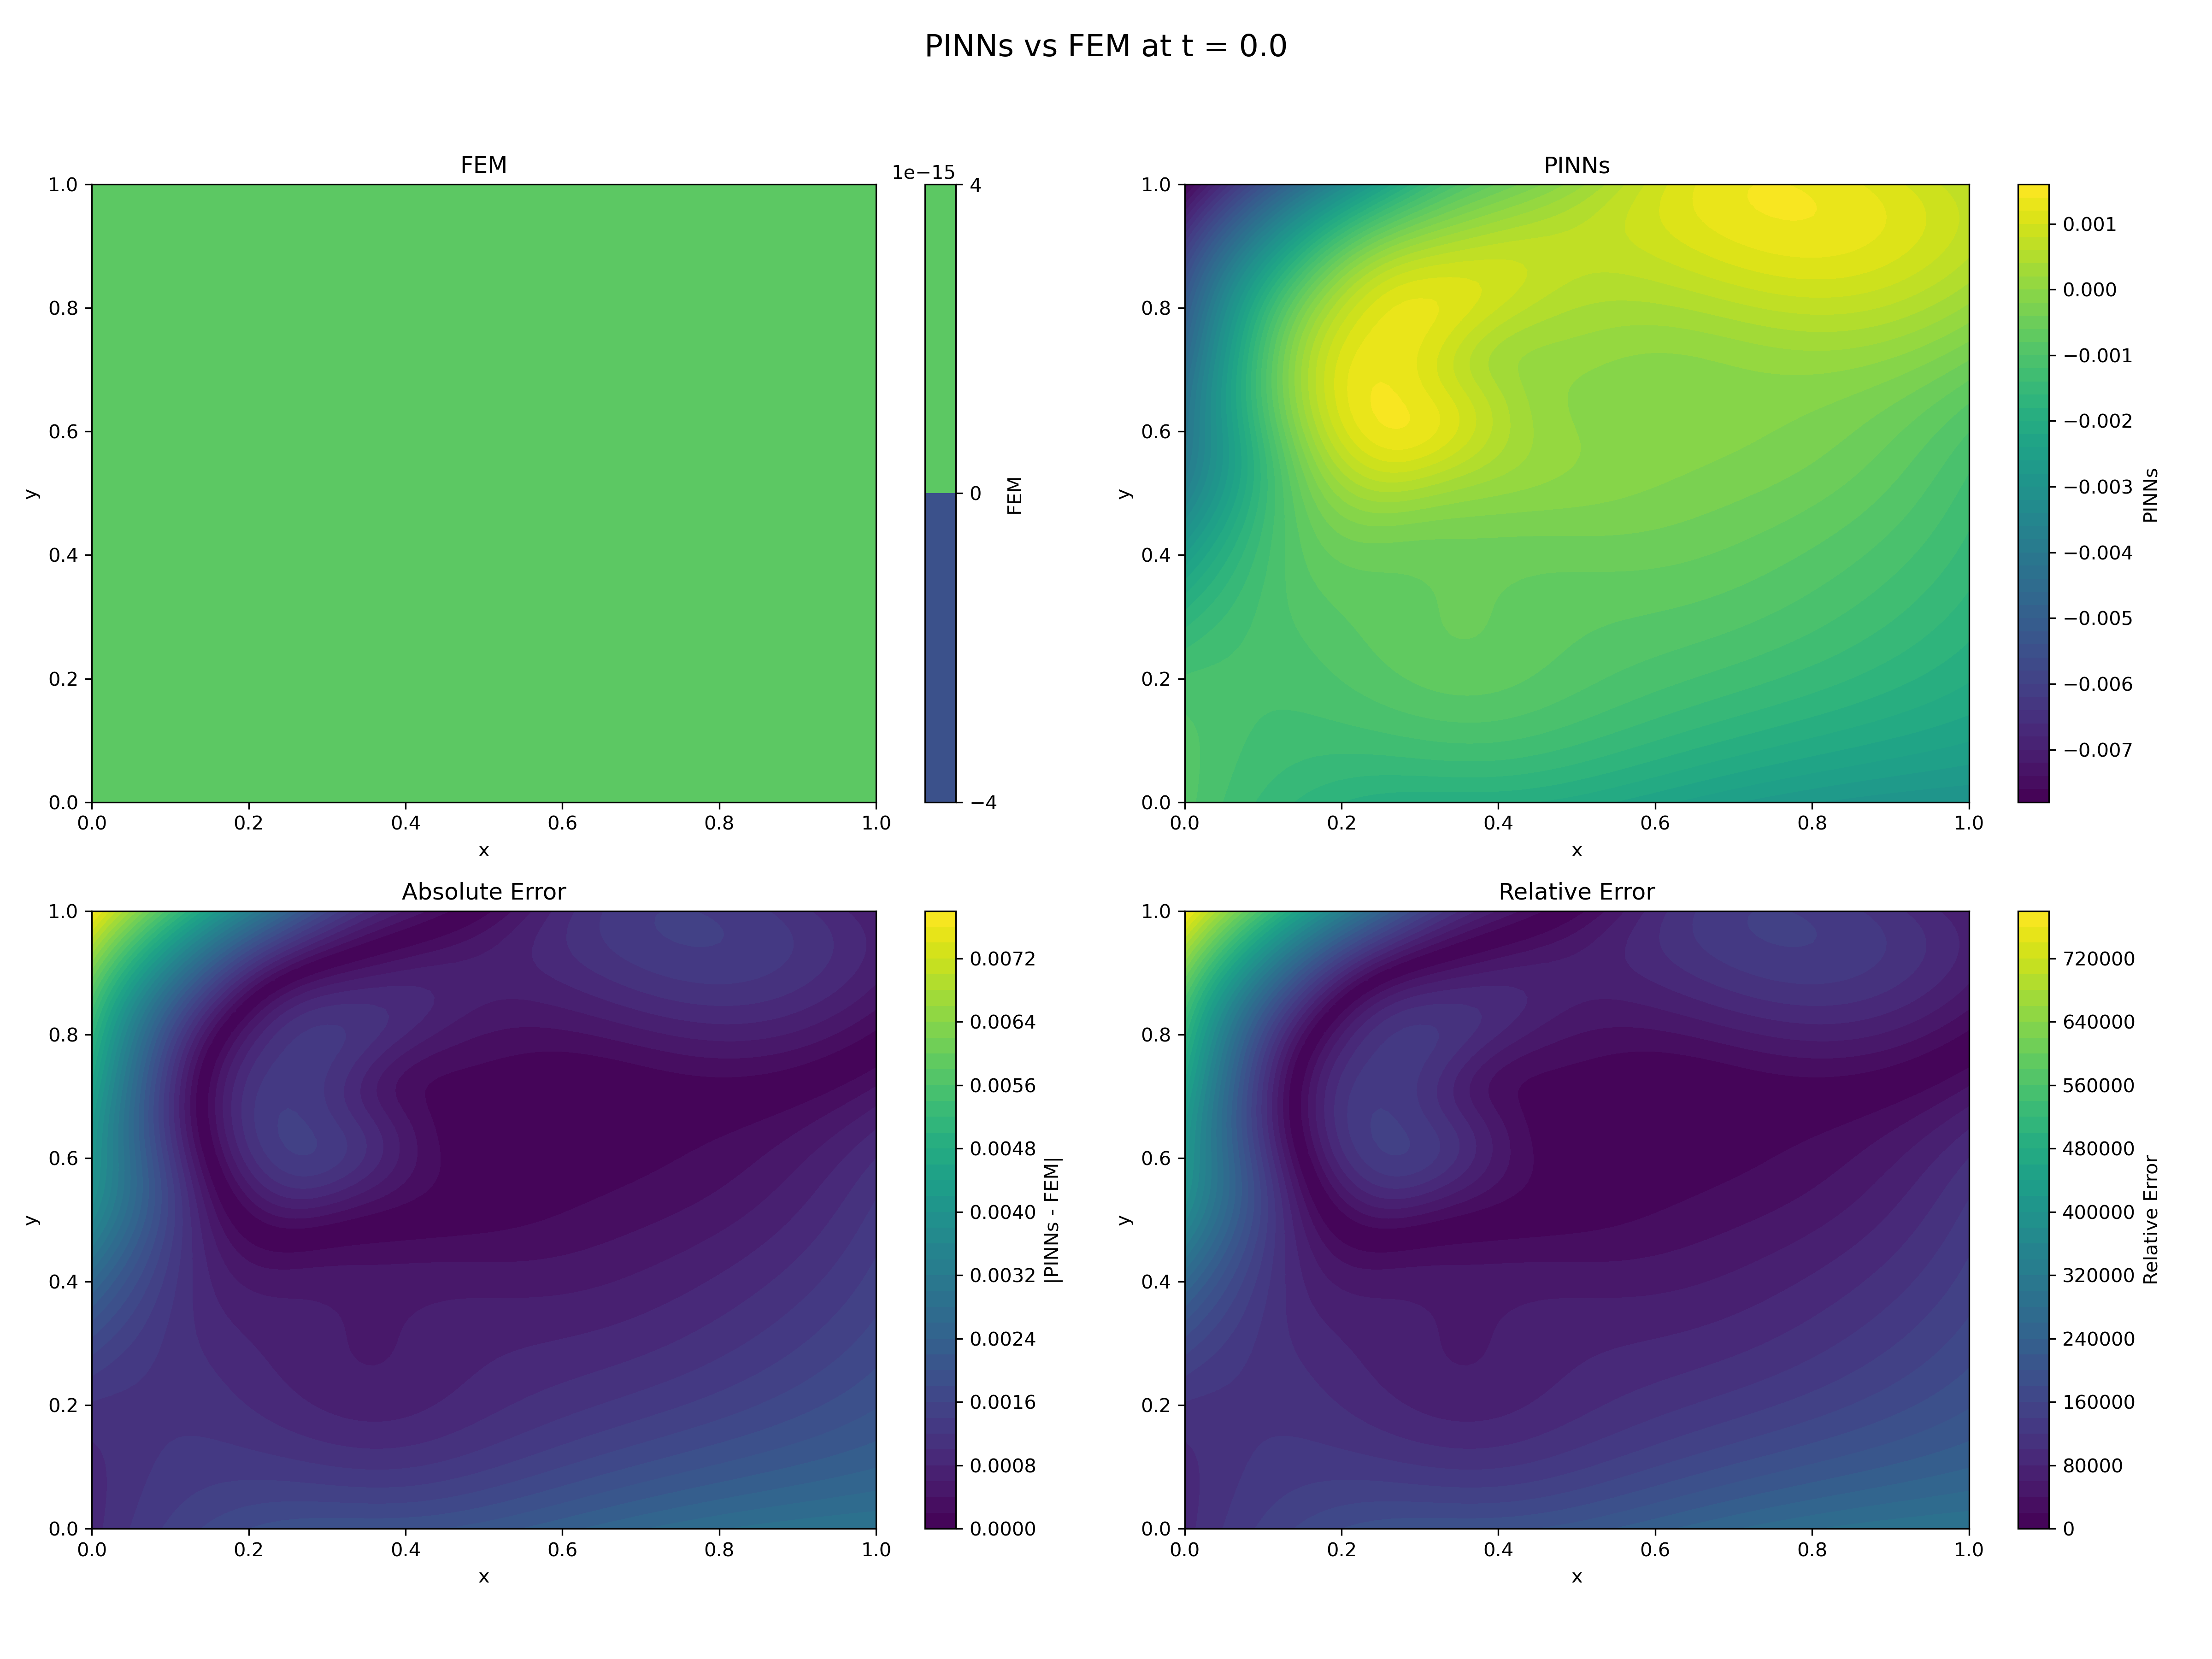 PINNs vs FEM at t = 0.0
FEM
1.0
0.8
0.6
0.4
0.2
0.0
y
0.0 0.2 0.4 0.6 0.8 1.0
x
1e−15
4
0
−4
FEM
PINNs
1.0
0.8
0.6
0.4
0.2
0.0
y
0.0 0.2 0.4 0.6 0.8 1.0
x
0.001
0.000
−0.001
−0.002
−0.003
−0.004
−0.005
−0.006
−0.007
PINNs
Absolute Error
1.0
0.8
0.6
0.4
0.2
0.0
y
0.0 0.2 0.4 0.6 0.8 1.0
x
0.0072
0.0064
0.0056
0.0048
0.0040
0.0032
0.0024
0.0016
0.0008
0.0000
|PINNs - FEM|
Relative Error
1.0
0.8
0.6
0.4
0.2
0.0
y
0.0 0.2 0.4 0.6 0.8 1.0
x
720000
640000
560000
480000
400000
320000
240000
160000
80000
0
Relative Error